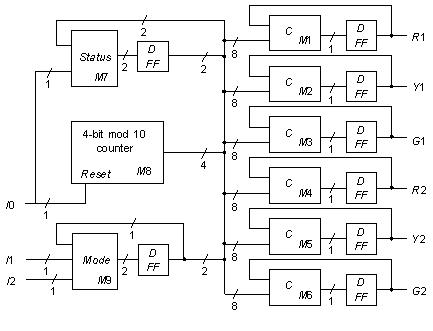 2
C
M1
D
FF
1
8
R1
Status
M7
D
FF
2
2
1
C
M2
D
FF
1
8
Y1
4-bit mod 10
counter
Reset
M8
4
C
M3
D
FF
1
8
G1
I0
1
C
M4
D
FF
1
8
R2
1
Mode
M9
D
FF
2
2
I1
1
I2
1
C
M5
D
FF
1
8
Y2
C
M6
D
FF
1
8
G2